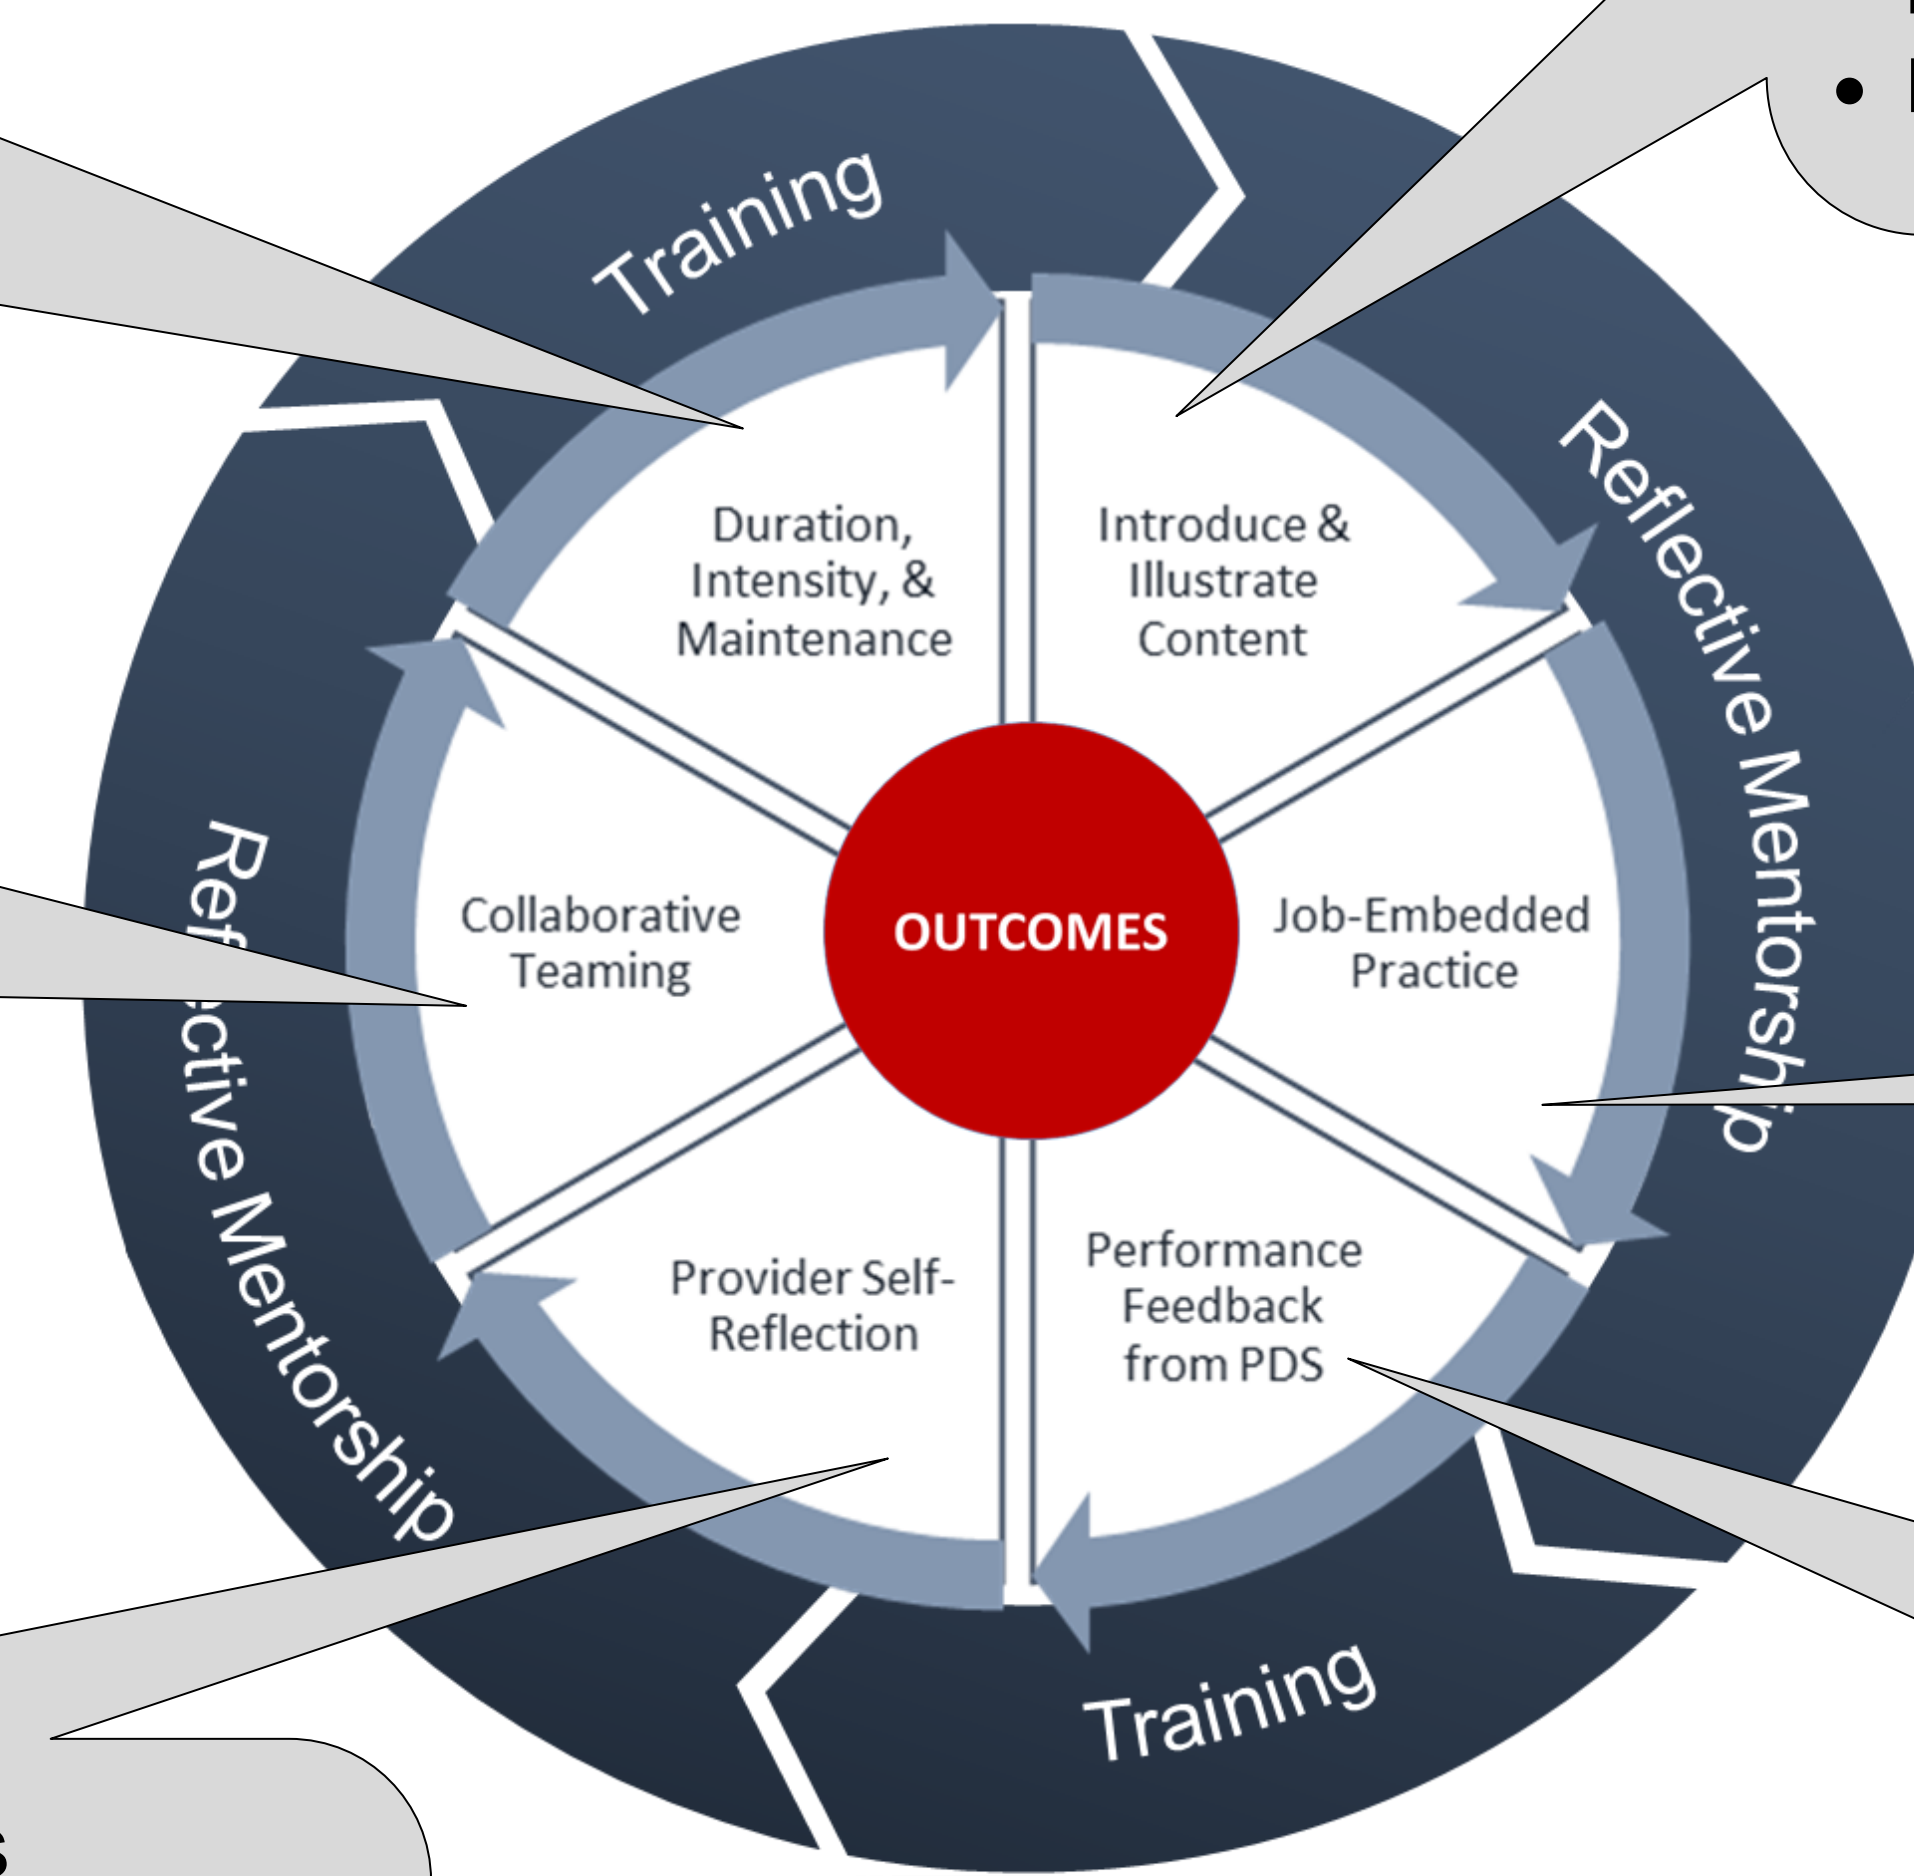 Training
Reflective Mentorship
Duration,
Intensity, &
Maintenance
Introduce &
Illustrate
Content
Collaborative
Teaming
OUTCOMES
Job-Embedded
Practice
Provider Self-
Reflection
Performance
Feedback
from PDS
Reflective Mentorship
Training
s